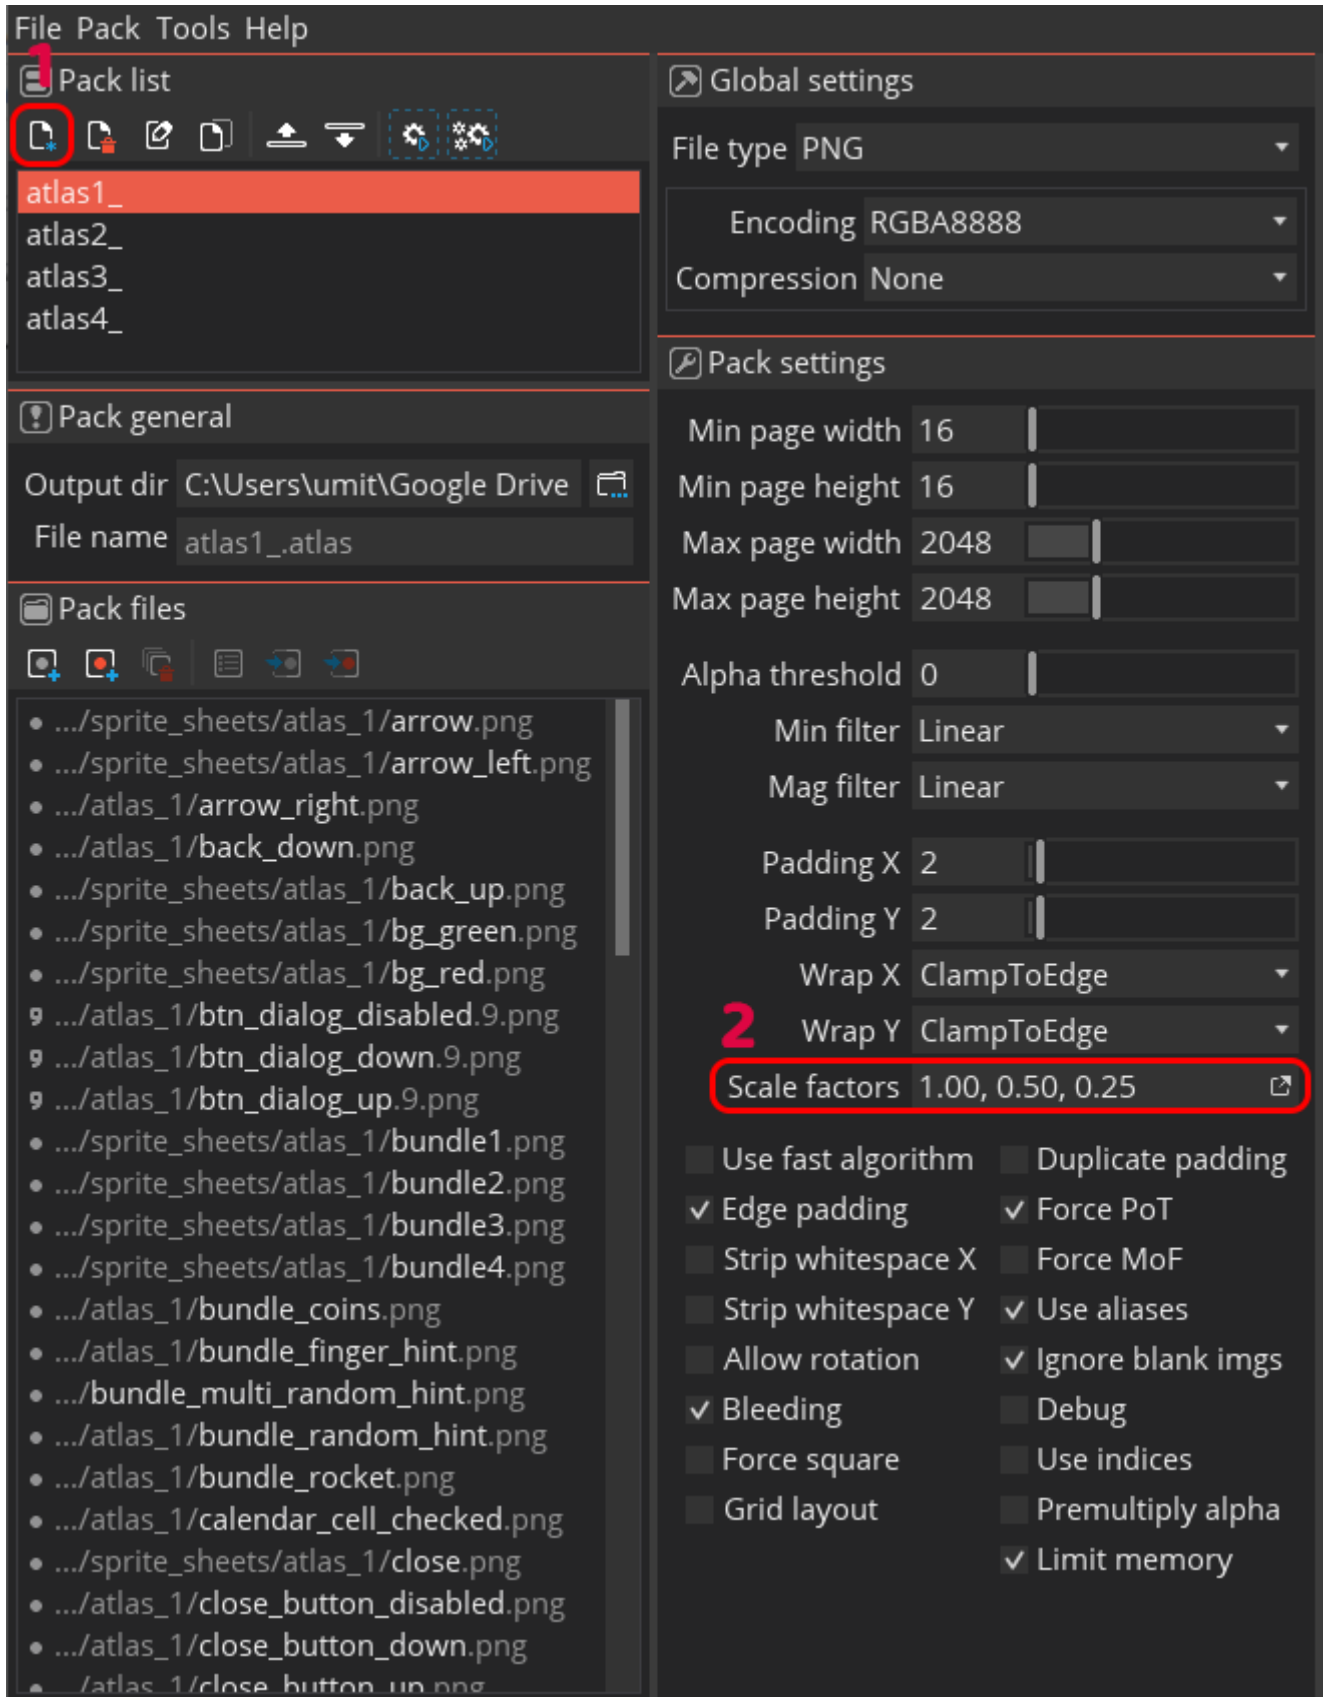 File Pack Tools Help
1
Pack list
atlas1_
atlas2_
atlas3_
atlas4_
Pack general
Output dir C:\Users\umit\Google Drive
File name atlas1_.atlas
Pack files
.../sprite_sheets/atlas_1/arrow.png
.../sprite_sheets/atlas_1/arrow_left.png
.../atlas_1/arrow_right.png
.../atlas_1/back_down.png
.../sprite_sheets/atlas_1/back_up.png
.../sprite_sheets/atlas_1/bg_green.png
.../sprite_sheets/atlas_1/bg_red.png
9 .../atlas_1/btn_dialog_disabled.9.png
9 .../atlas_1/btn_dialog_down.9.png
9 .../atlas_1/btn_dialog_up.9.png
.../sprite_sheets/atlas_1/bundle1.png
.../sprite_sheets/atlas_1/bundle2.png
.../sprite_sheets/atlas_1/bundle3.png
.../sprite_sheets/atlas_1/bundle4.png
.../atlas_1/bundle_coins.png
.../atlas_1/bundle_finger_hint.png
.../bundle_multi_random_hint.png
.../atlas_1/bundle_random_hint.png
.../atlas_1/bundle_rocket.png
.../atlas_1/calendar_cell_checked.png
.../sprite_sheets/atlas_1/close.png
.../atlas_1/close_button_disabled.png
.../atlas_1/close_button_down.png
.../atlas_1/close_button_up.png
Global settings
File type PNG
Encoding RGBA8888
Compression None
Pack settings
Min page width 16
Min page height 16
Max page width 2048
Max page height 2048
Alpha threshold 0
Min filter Linear
Mag filter Linear
Padding X 2
Padding Y 2
Wrap X ClampToEdge
2
Wrap Y ClampToEdge
Scale factors 1.00, 0.50, 0.25
Use fast algorithm Duplicate padding
Edge padding Force PoT
Strip whitespace X Force MoF
Strip whitespace Y Use aliases
Allow rotation Ignore blank imgs
Bleeding Debug
Force square Use indices
Grid layout Premultiply alpha
Limit memory